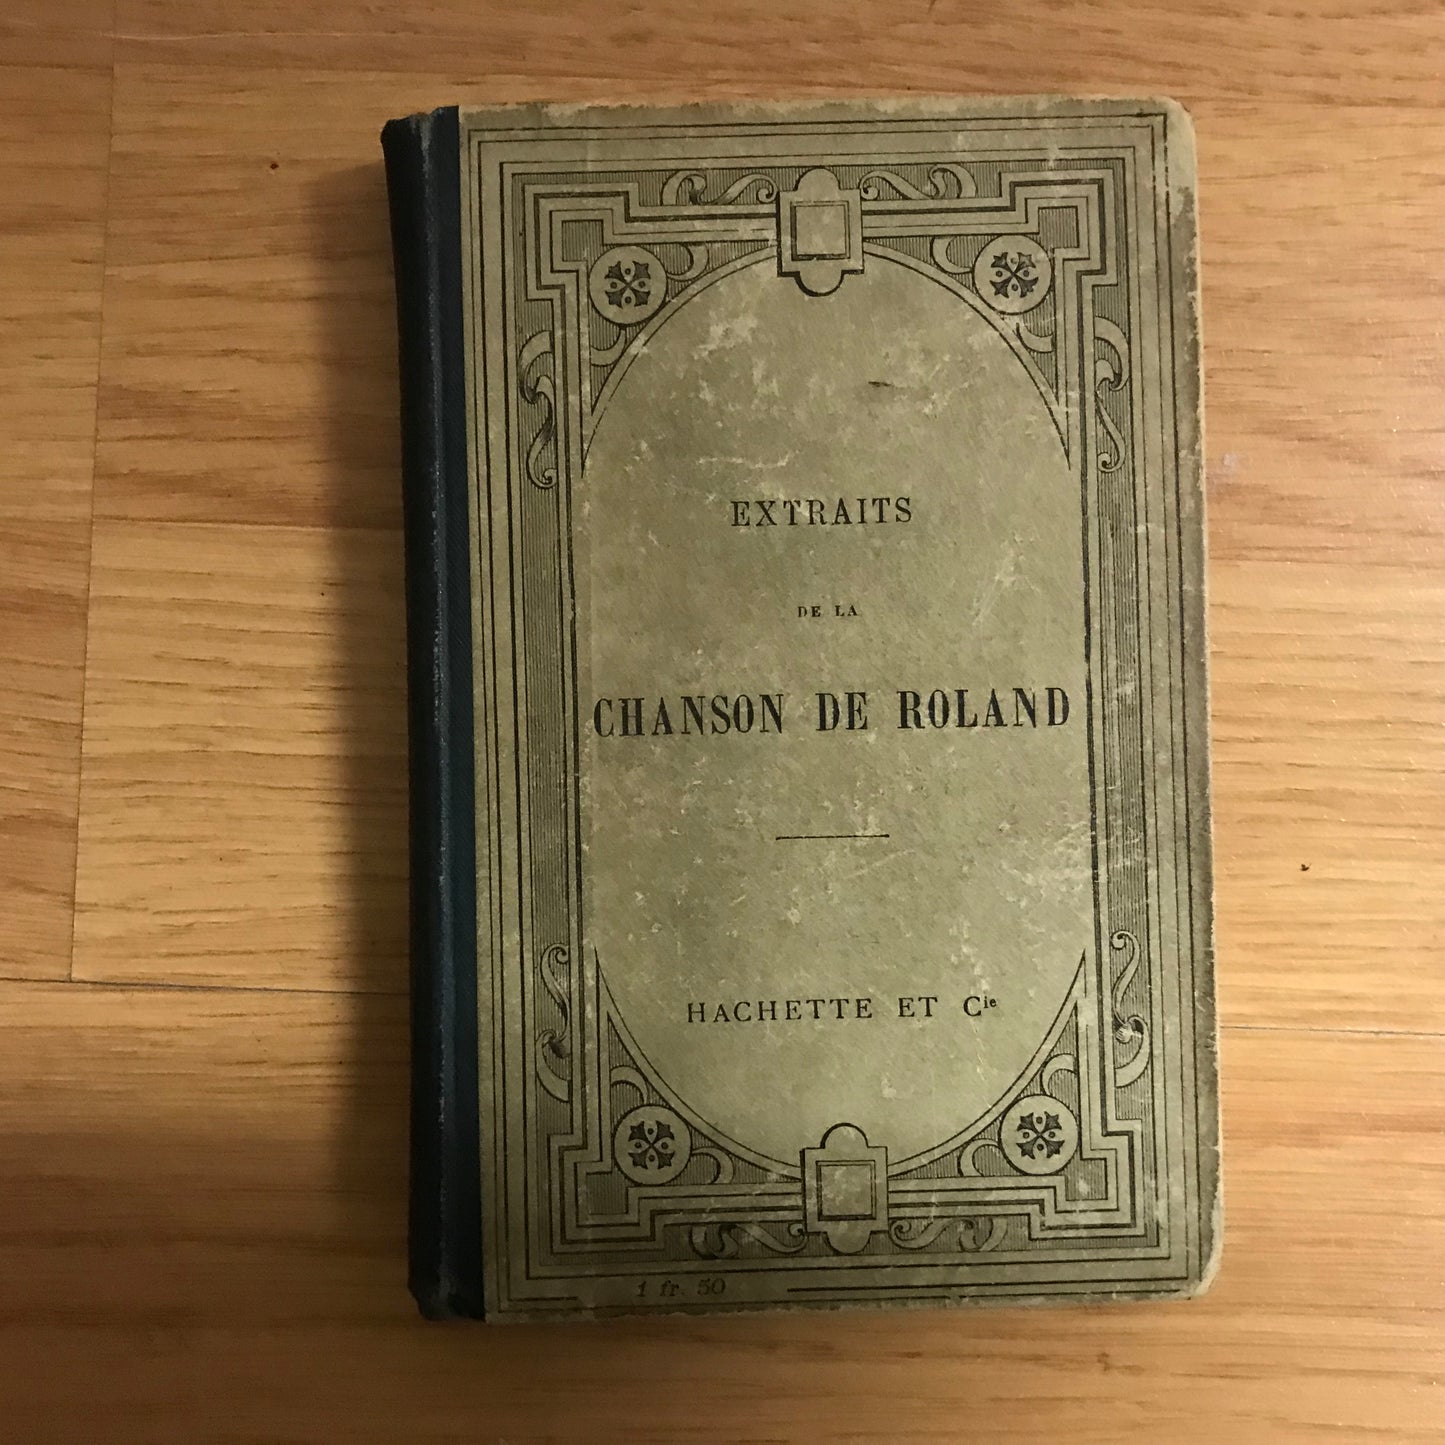 EXTRAITS
DE LA
CHANSON DE ROLAND
HACHETTE ET Cie
1 fr. 50